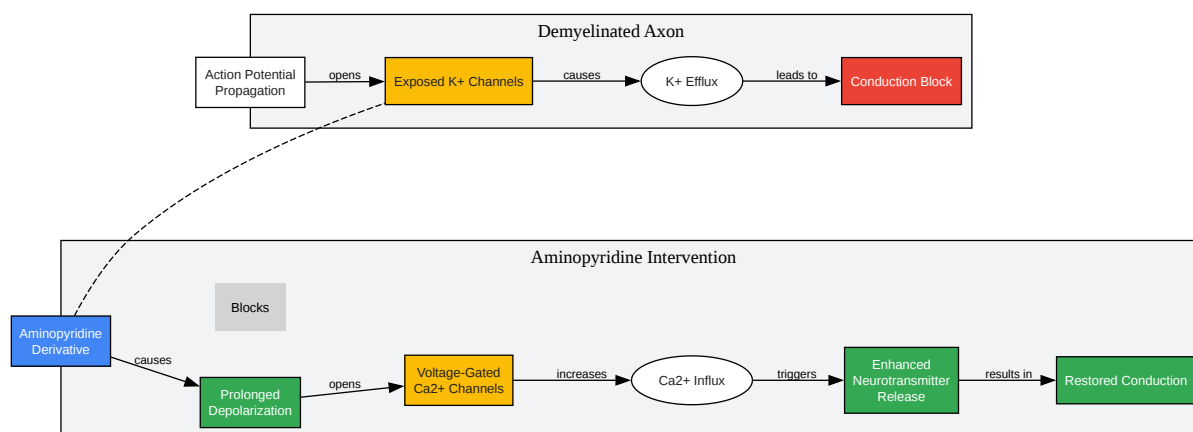 Demyelinated Axon
Action Potential
Propagation
opens
Exposed K+ Channels
causes
K+ Efflux
leads to
Conduction Block
Aminopyridine Intervention
Blocks
Aminopyridine
Derivative
causes
Prolonged
Depolarization
opens
Voltage-Gated
Ca2+ Channels
increases
Ca2+ Influx
triggers
Enhanced
Neurotransmitter
Release
results in
Restored Conduction